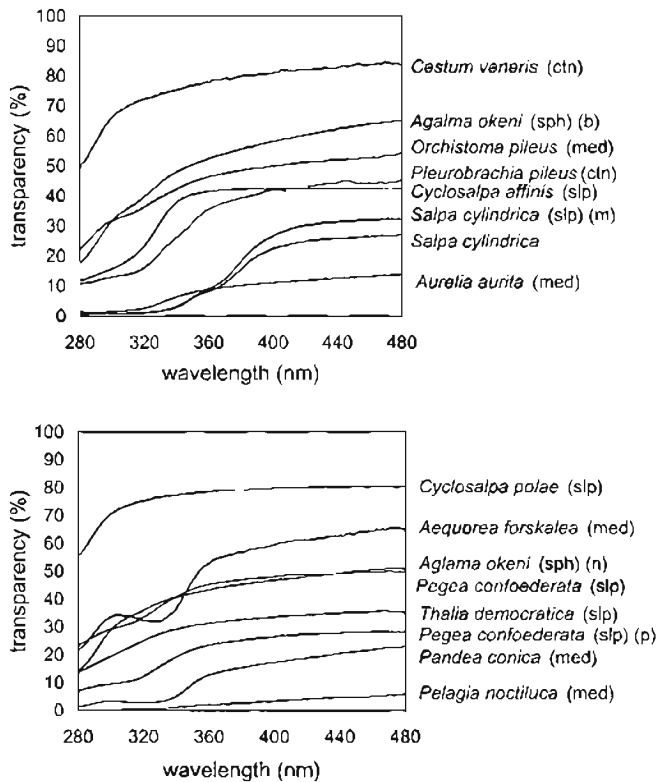 100
90
80
70
60
50
40
30
20
10
0
transparency (%)
280 320 360 400 440 480
wavelength (nm)
Cestum veneris (ctn)
Agalma okeni (sph) (b)
Orchistoma pileus (med)
Pleurobrachia pileus (ctn)
Cyclosalpa affinis (slp)
Salpa cylindrica (slp) (m)
Salpa cylindrica
Aurelia aurita (med)
100
90
80
70
60
50
40
30
20
10
0
transparency (%)
280 320 360 400 440 480
wavelength (nm)
Cyclosalpa polae (slp)
Aequorea forskalea (med)
Aglama okeni (sph) (n)
Pegea confoederata (slp)
Thalia democratica (slp)
Pegea confoederata (slp) (p)
Pandea conica (med)
Pelagia noctiluca (med)